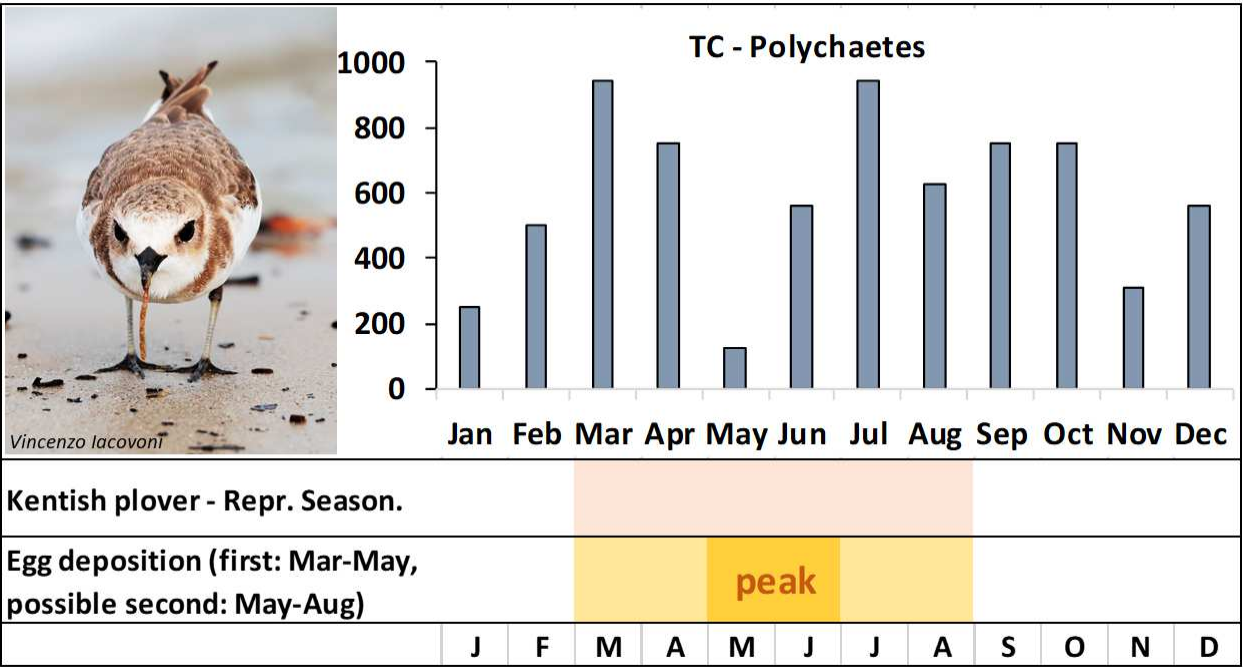 TC - Polychaetes
1000
800
600
400
200
0
Jan Feb Mar Apr May Jun Jul Aug Sep Oct Nov Dec
Vincenzo Iacovoni
Kentish plover - Repr. Season.
Egg deposition (first: Mar-May,
possible second: May-Aug)
peak
J F M A M J J A S O N D